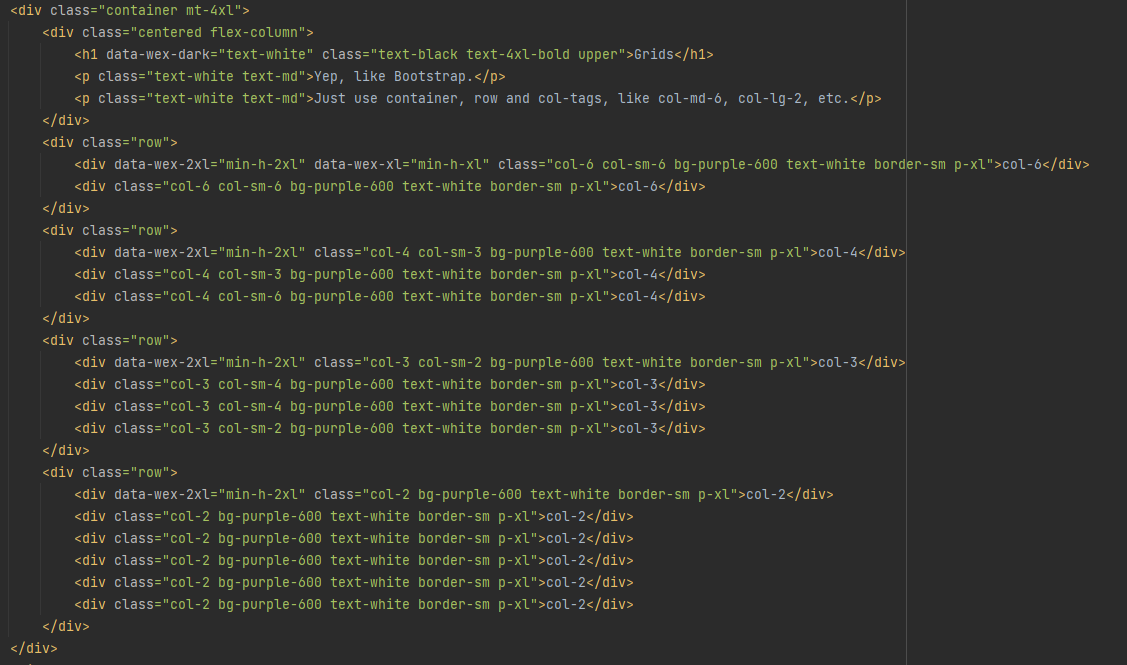 <div class="container mt-4xl">
    <div class="centered flex-column">
        <h1 data-wex-dark="text-white" class="text-black text-4xl-bold upper">Grids</h1>
        <p class="text-white text-md">Yep, like Bootstrap.</p>
        <p class="text-white text-md">Just use container, row and col-tags, like col-md-6, col-lg-2, etc.</p>
    </div>
    <div class="row">
        <div data-wex-2xl="min-h-2xl" data-wex-xl="min-h-xl" class="col-6 col-sm-6 bg-purple-600 text-white border-sm p-xl">col-6</div>
        <div class="col-6 col-sm-6 bg-purple-600 text-white border-sm p-xl">col-6</div>
    </div>
    <div class="row">
        <div data-wex-2xl="min-h-2xl" class="col-4 col-sm-3 bg-purple-600 text-white border-sm p-xl">col-4</div>
        <div class="col-4 col-sm-3 bg-purple-600 text-white border-sm p-xl">col-4</div>
        <div class="col-4 col-sm-6 bg-purple-600 text-white border-sm p-xl">col-4</div>
    </div>
    <div class="row">
        <div data-wex-2xl="min-h-2xl" class="col-3 col-sm-2 bg-purple-600 text-white border-sm p-xl">col-3</div>
        <div class="col-3 col-sm-4 bg-purple-600 text-white border-sm p-xl">col-3</div>
        <div class="col-3 col-sm-4 bg-purple-600 text-white border-sm p-xl">col-3</div>
        <div class="col-3 col-sm-2 bg-purple-600 text-white border-sm p-xl">col-3</div>
    </div>
    <div class="row">
        <div data-wex-2xl="min-h-2xl" class="col-2 bg-purple-600 text-white border-sm p-xl">col-2</div>
        <div class="col-2 bg-purple-600 text-white border-sm p-xl">col-2</div>
        <div class="col-2 bg-purple-600 text-white border-sm p-xl">col-2</div>
        <div class="col-2 bg-purple-600 text-white border-sm p-xl">col-2</div>
        <div class="col-2 bg-purple-600 text-white border-sm p-xl">col-2</div>
        <div class="col-2 bg-purple-600 text-white border-sm p-xl">col-2</div>
    </div>
</div>